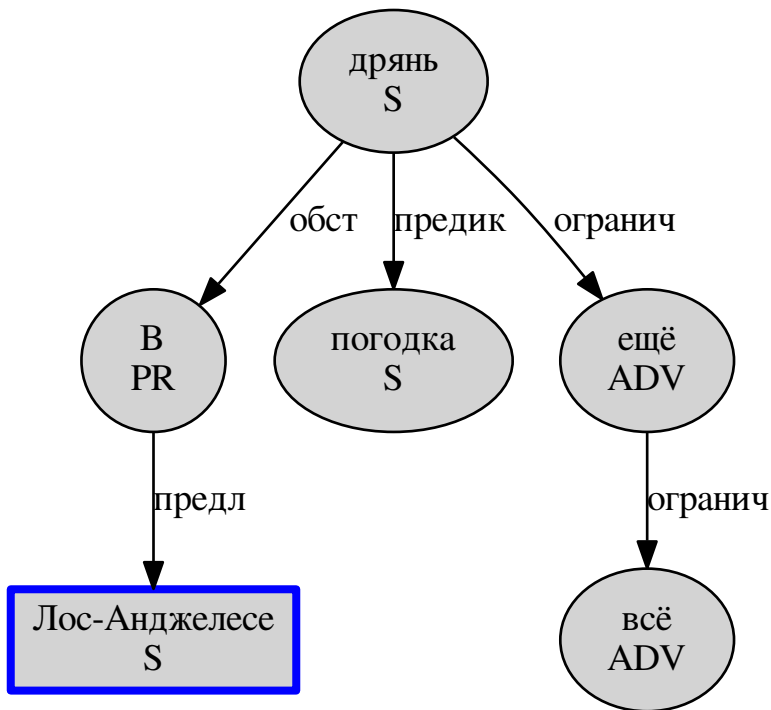 дрянь
S
обст
предик
огранич
В
PR
погодка
S
ещё
ADV
предл
огранич
Лос-Анджелесе
S
всё
ADV